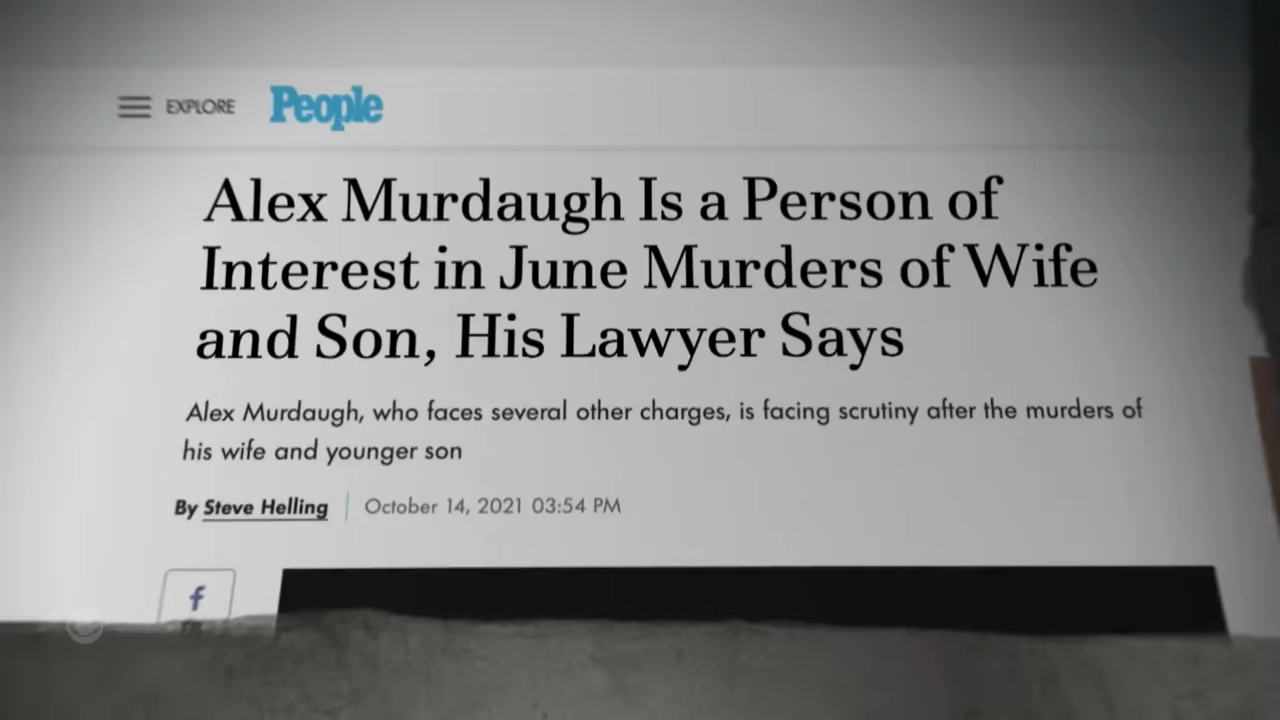 EXPLORE People
Alex Murdaugh Is a Person of
Interest in June Murders of Wife
and Son, His Lawyer Says
Alex Murdaugh, who faces several other charges, is facing scrutiny after the murders of
his wife and younger son
By Steve Helling | October 14, 2021 03:54 PM
f